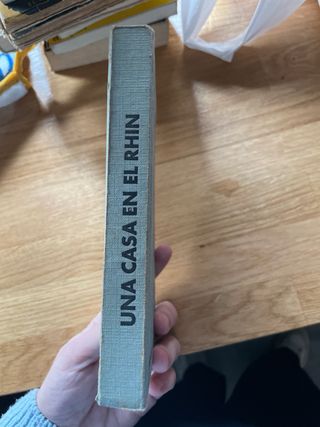 UNA CASA EN EL RHIN